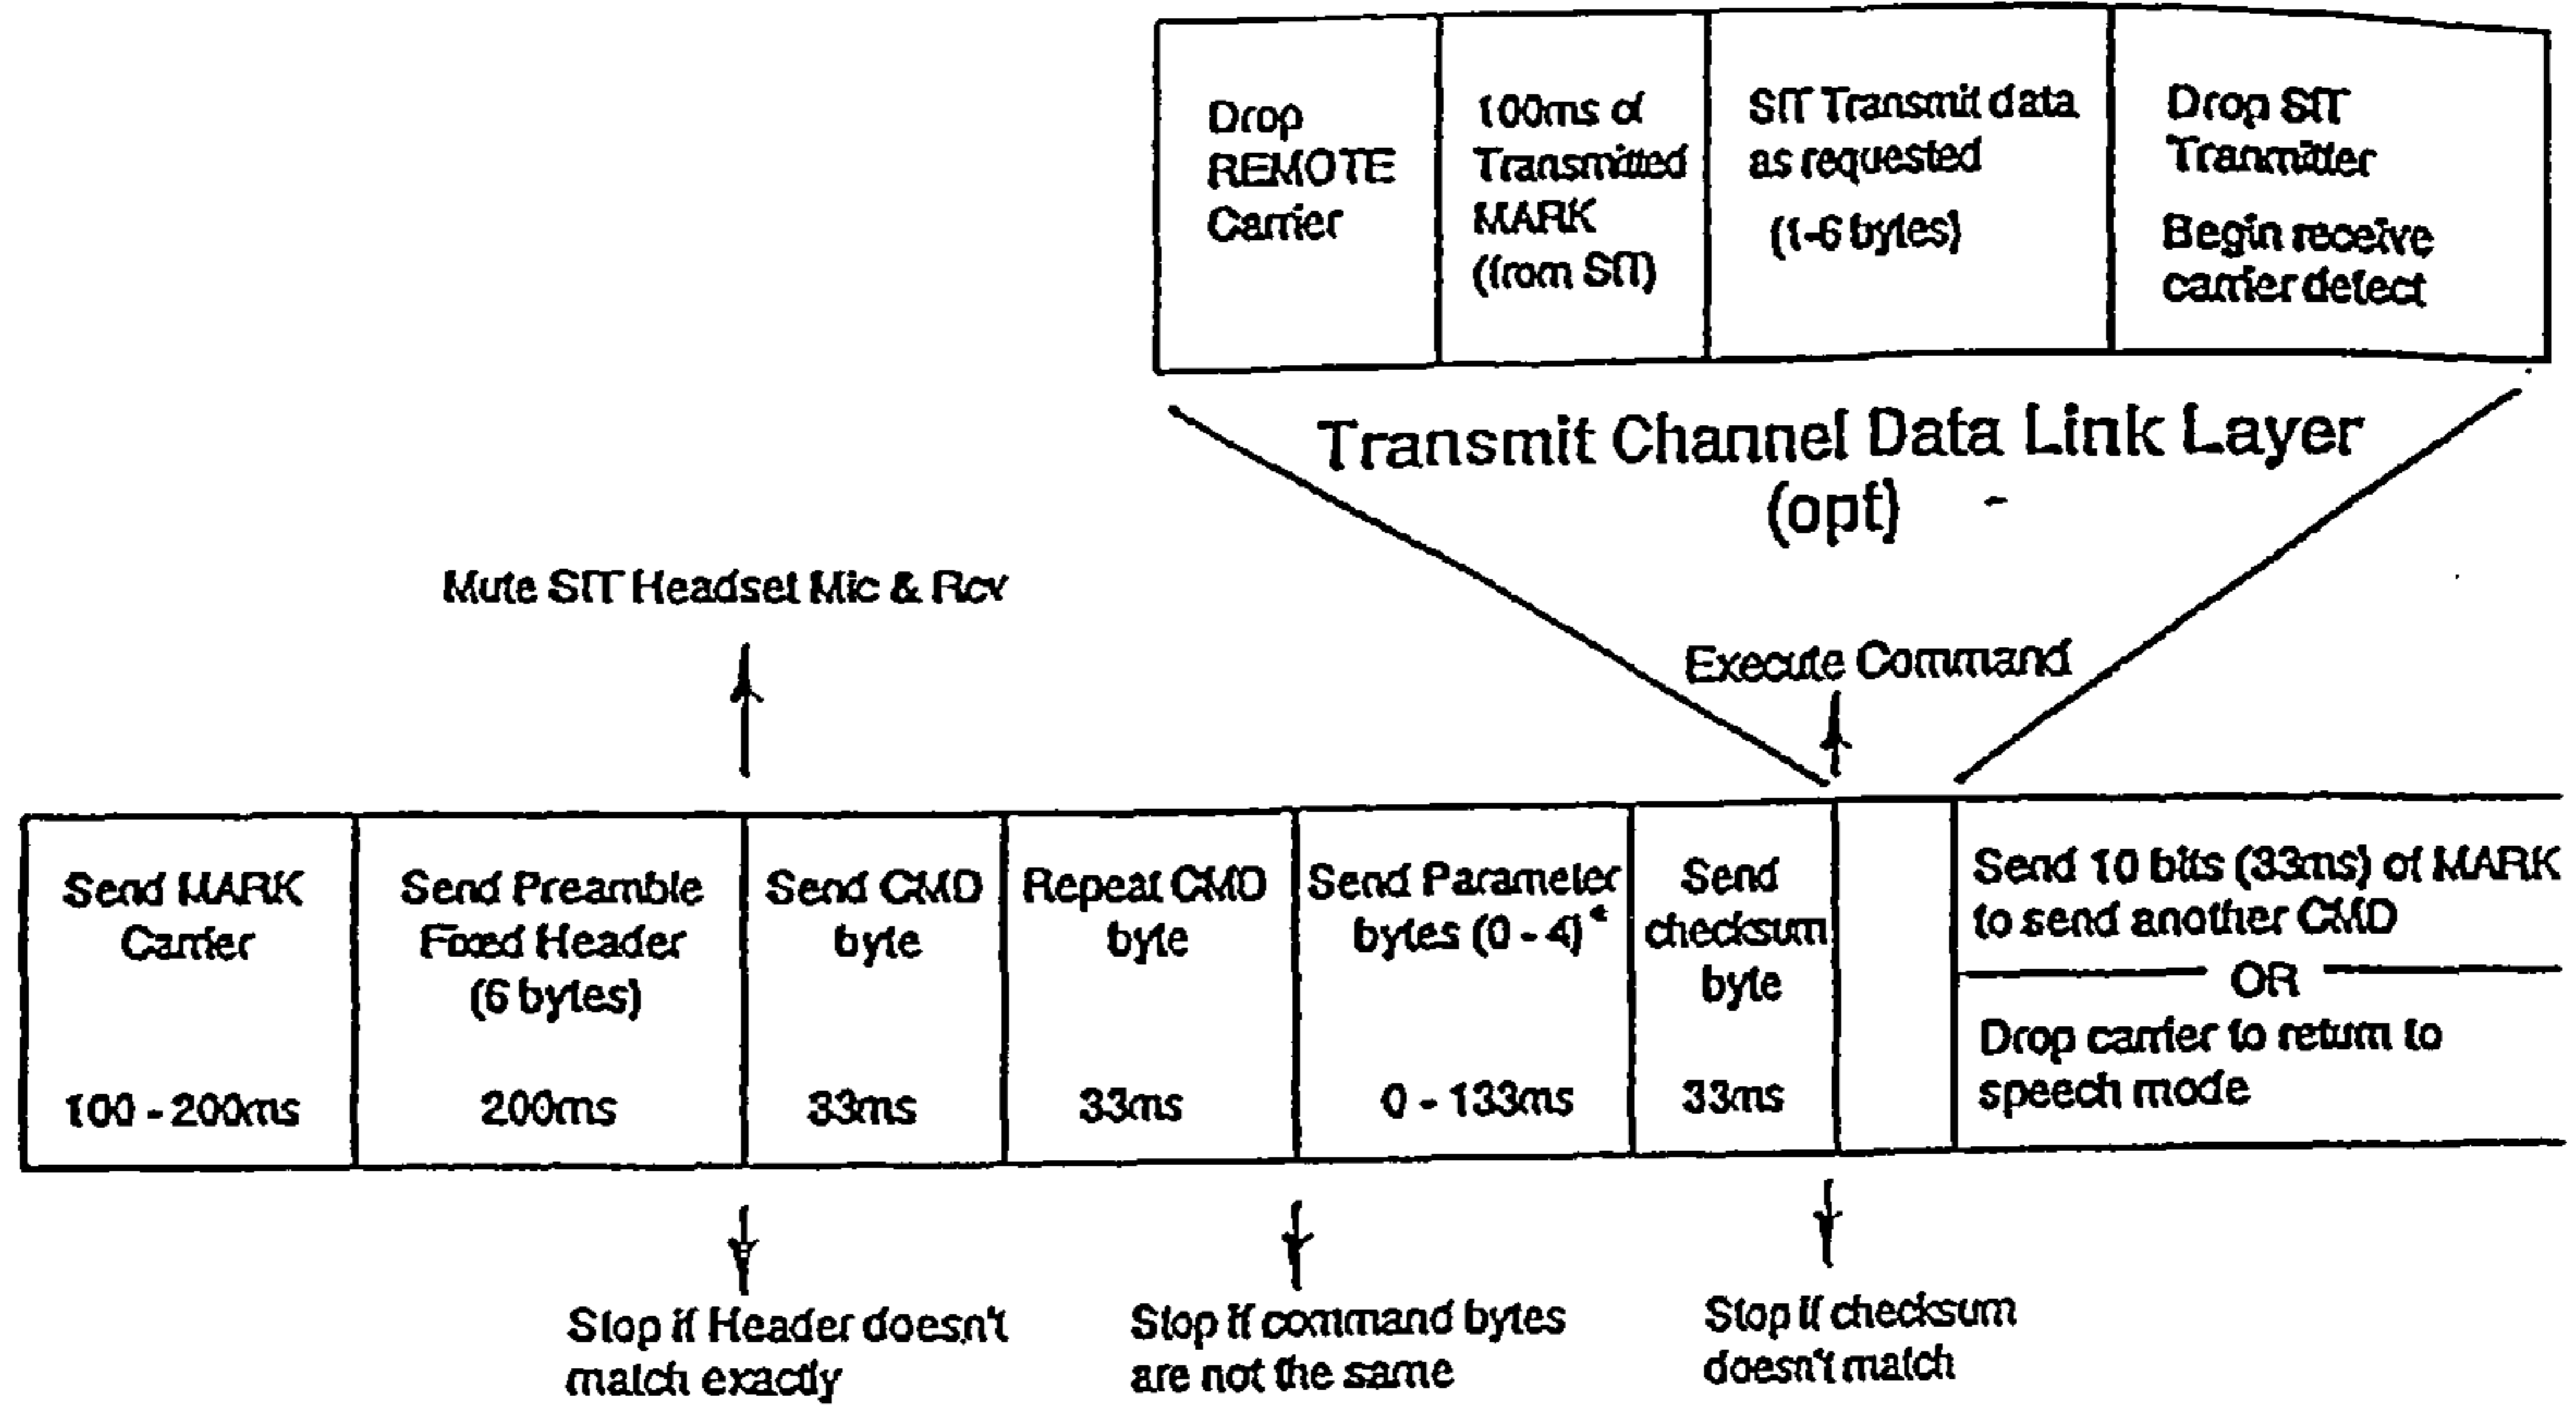 Drop
REMOTE
Carrier
100ms of
Transmitted
MARK
(from SIT)
SIT Transmit data
as requested
(1-6 bytes)
Drop SIT
Tranmitter
Begin receive
carrier detect
Transmit Channel Data Link Layer
(opt)
Mute SIT Headset Mic & Rcv
Execute Command
Send MARK
Carrier
100 - 200ms
Send Preamble
Fixed Header
(6 bytes)
200ms
Send CMD
byte
33ms
Repeat CMD
byte
33ms
Send Parameter
bytes (0 - 4)*
0 - 133ms
Send
checksum
byte
33ms
Send 10 bits (33ms) of MARK
to send another CMD
OR
Drop carrier to return to
speech mode
Stop if Header doesn't
match exactly
Stop if command bytes
are not the same
Stop if checksum
doesn't match